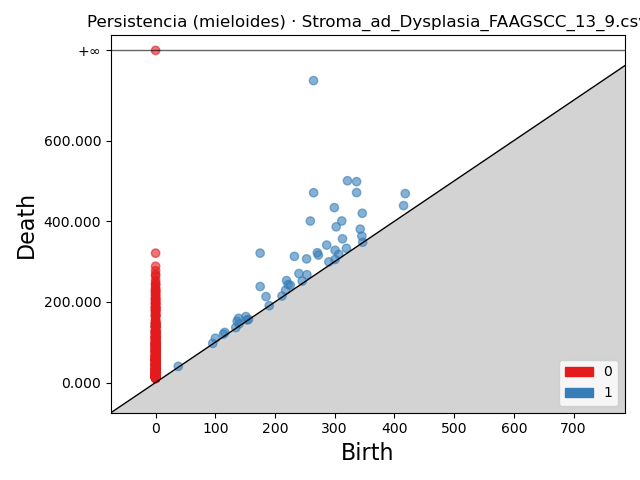 Persistencia (mieloides) · Stroma_ad_Dysplasia_FAAGSCC_13_9.csv
+∞
600.000
400.000
200.000
0.000
Death
0
1
0 100 200 300 400 500 600 700
Birth